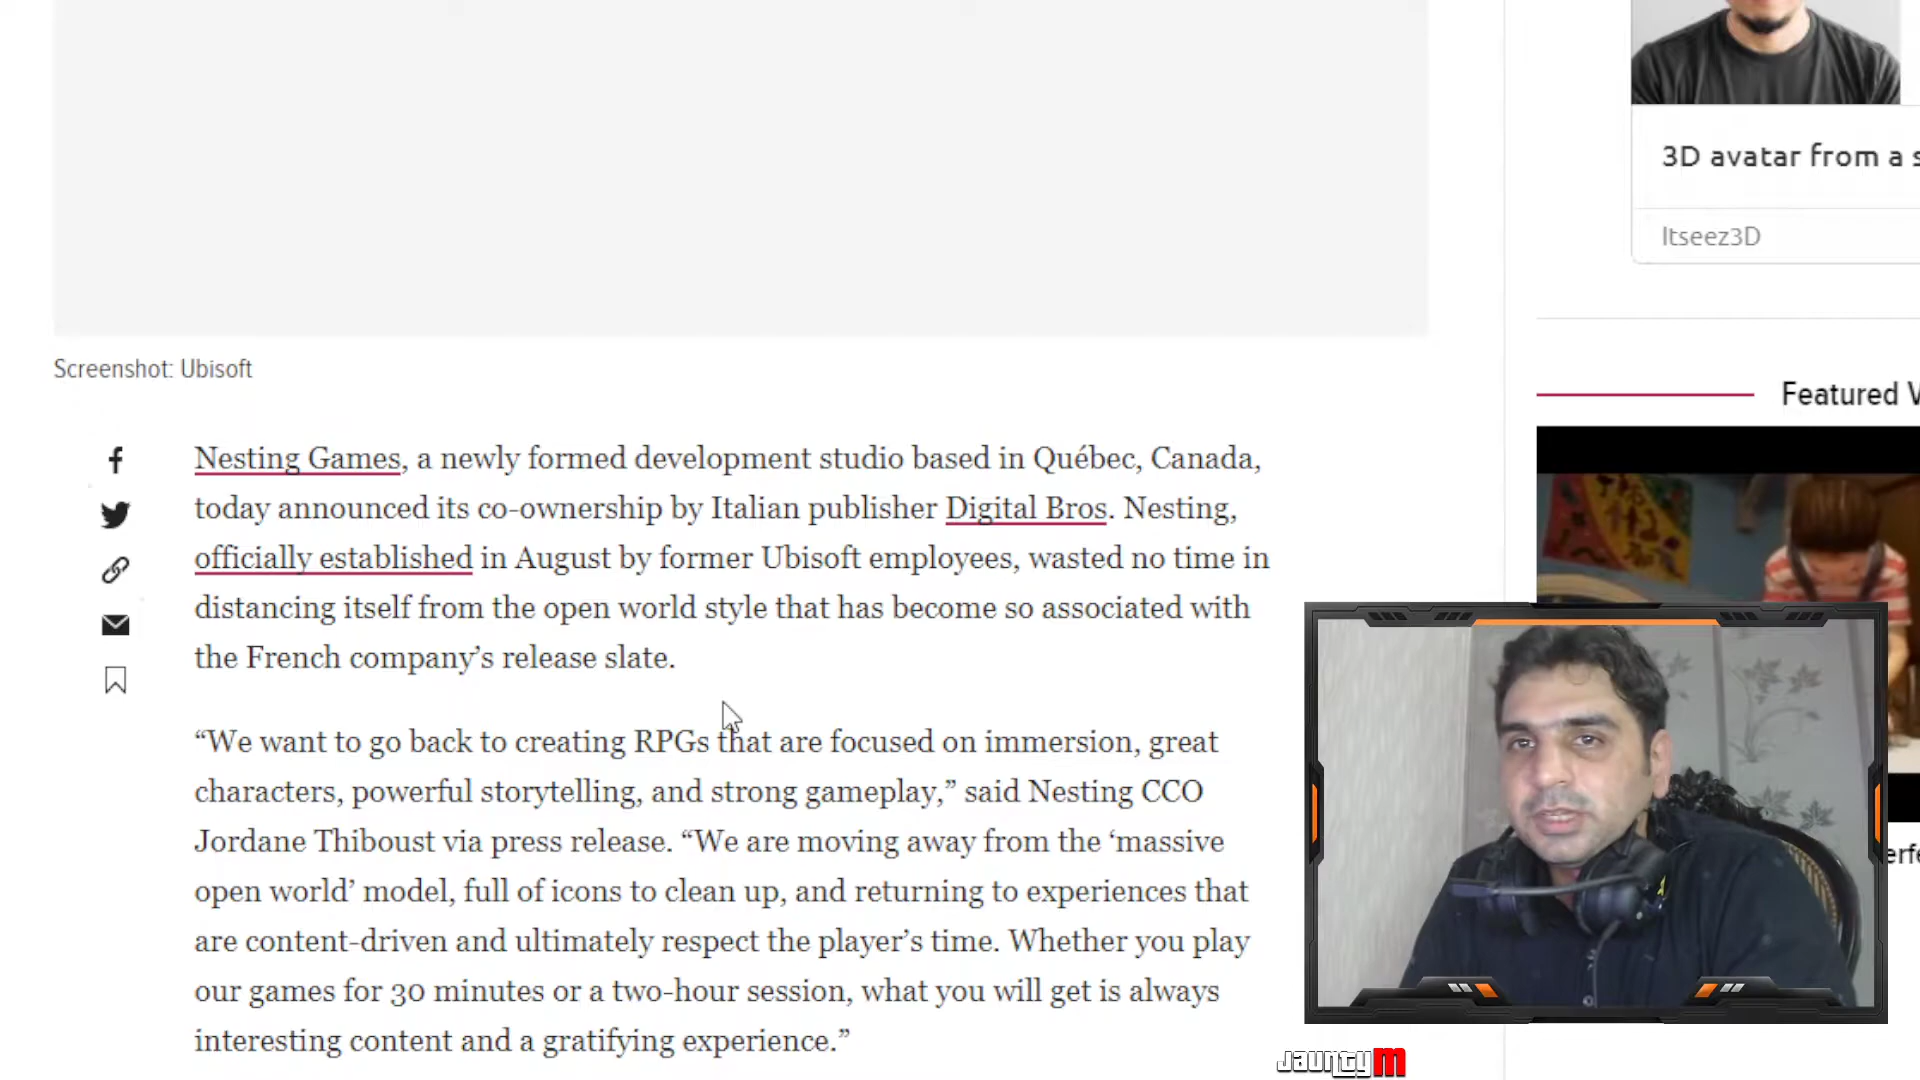 3D avatar from a s
Itseez3D
Screenshot: Ubisoft
Featured V
Nesting Games, a newly formed development studio based in Québec, Canada,
today announced its co-ownership by Italian publisher Digital Bros. Nesting,
officially established in August by former Ubisoft employees, wasted no time in
distancing itself from the open world style that has become so associated with
the French company’s release slate.
“We want to go back to creating RPGs that are focused on immersion, great
characters, powerful storytelling, and strong gameplay,” said Nesting CCO
Jordane Thiboust via press release. “We are moving away from the ‘massive
open world’ model, full of icons to clean up, and returning to experiences that
are content-driven and ultimately respect the player’s time. Whether you play
our games for 30 minutes or a two-hour session, what you will get is always
interesting content and a gratifying experience.”
erfe
JauntyM